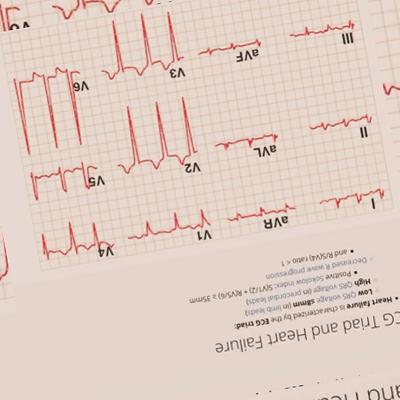 CG Triad and Heart Failure
• Heart failure is characterized by the ECG triad:
Low QRS voltage ≤8mm (in limb leads)
High QRS voltage (in precordial leads)
• Positive Sokolow Index: S(V1/2) + R(V5/6) ≥ 35mm
Decreased R wave progression
• and R/S(V4) ratio < 1
I aVR V1 V4
II aVL V2 V5
III aVF V3 V6